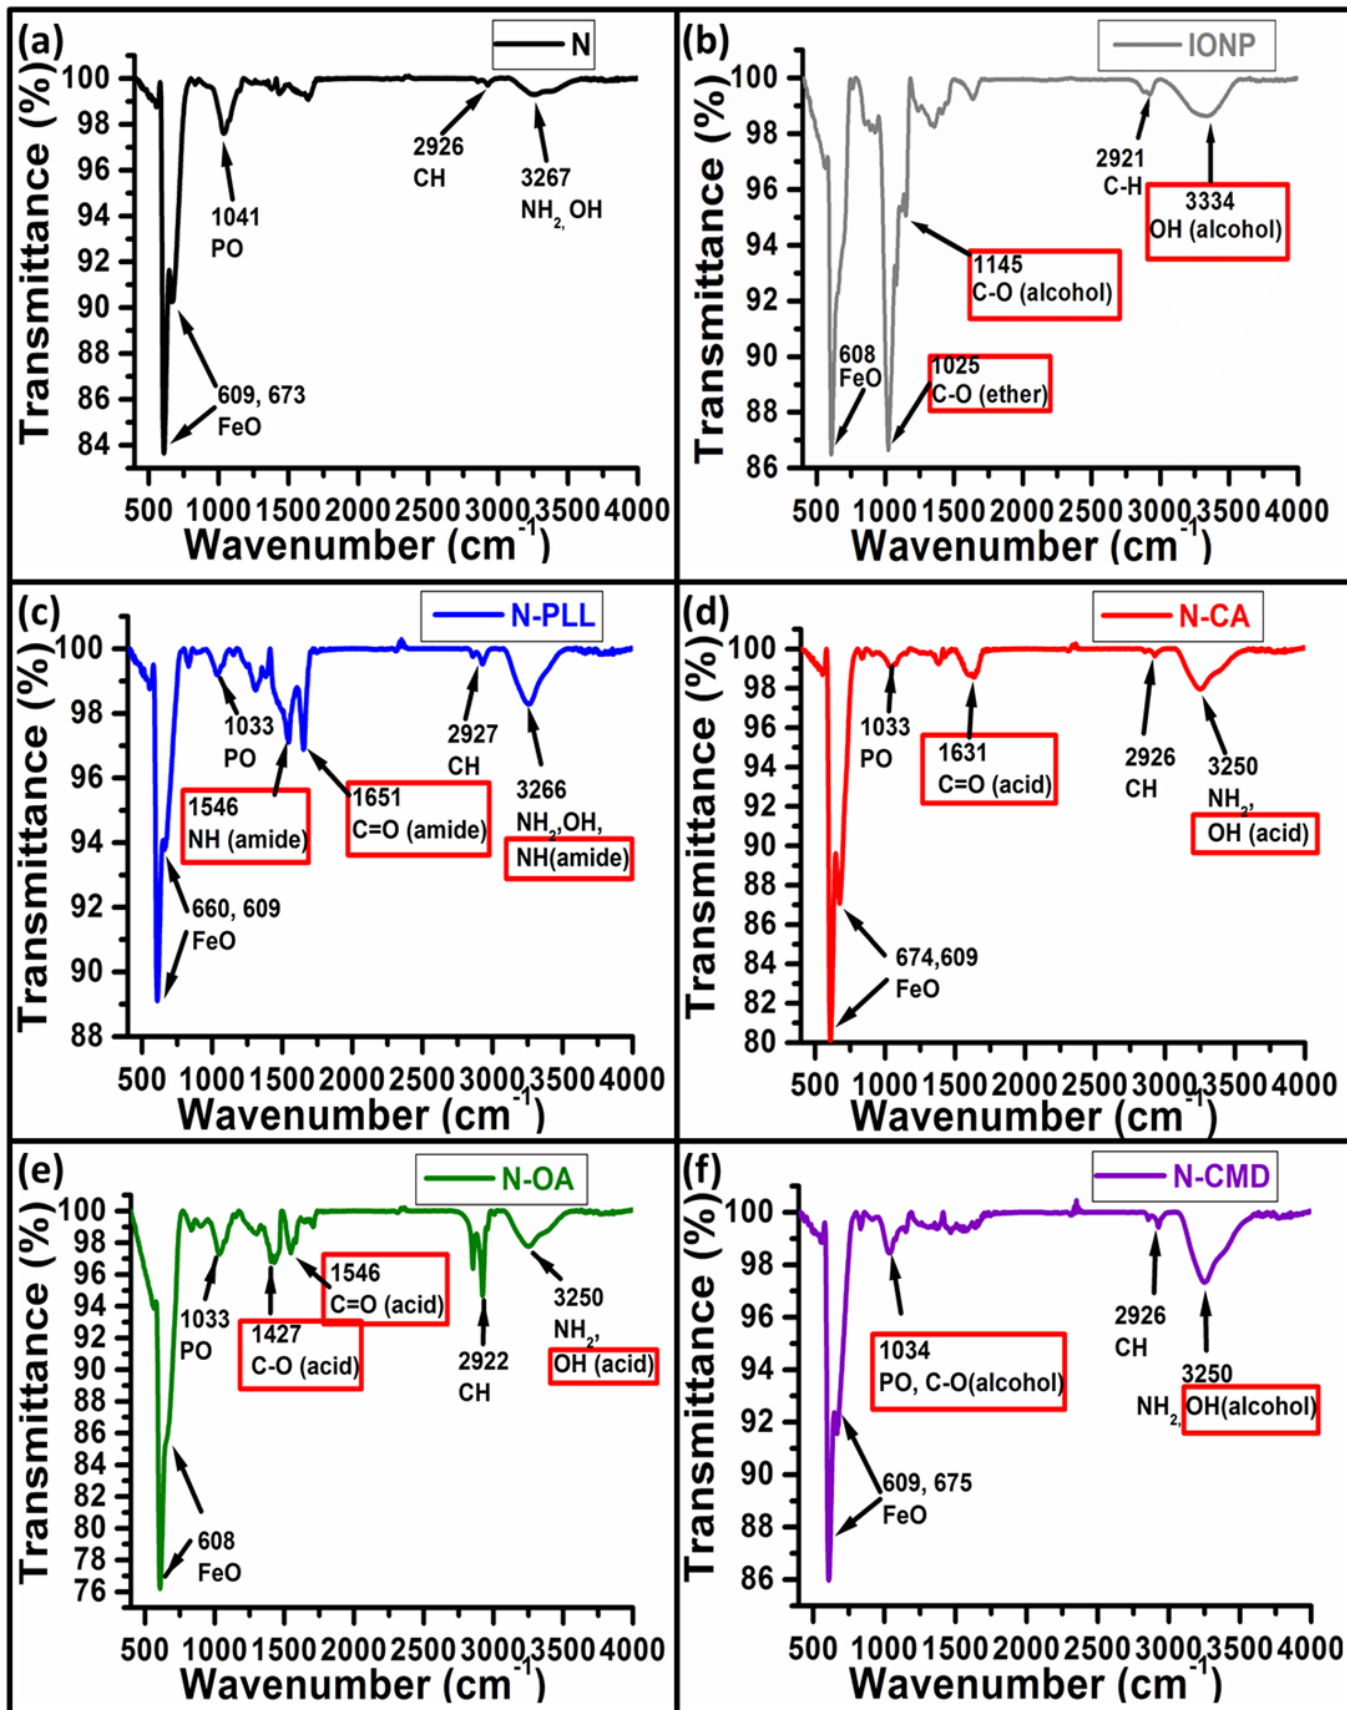 (a)
N
Transmittance (%)
100
98
96
94
92
90
88
86
84
2926
CH
3267
NH2, OH
1041
PO
609, 673
FeO
500 1000 1500 2000 2500 3000 3500 4000
Wavenumber (cm-1)
(b)
IONP
Transmittance (%)
100
98
96
94
92
90
88
86
2921
C-H
3334
OH (alcohol)
1145
C-O (alcohol)
608
FeO
1025
C-O (ether)
500 1000 1500 2000 2500 3000 3500 4000
Wavenumber (cm-1)
(c)
N-PLL
Transmittance (%)
100
98
96
94
92
90
88
1033
PO
2927
CH
1546
NH (amide)
1651
C=O (amide)
3266
NH2,OH,
NH(amide)
660, 609
FeO
500 1000 1500 2000 2500 3000 3500 4000
Wavenumber (cm-1)
(d)
N-CA
Transmittance (%)
100
98
96
94
92
90
88
86
84
82
80
1033
PO
1631
C=O (acid)
2926
CH
3250
NH2,
OH (acid)
674,609
FeO
500 1000 1500 2000 2500 3000 3500 4000
Wavenumber (cm-1)
(e)
N-OA
Transmittance (%)
100
98
96
94
92
90
88
86
84
82
80
78
76
1033
PO
1546
C=O (acid)
1427
C-O (acid)
2922
CH
3250
NH2,
OH (acid)
608
FeO
500 1000 1500 2000 2500 3000 3500 4000
Wavenumber (cm-1)
(f)
N-CMD
Transmittance (%)
100
98
96
94
92
90
88
86
1034
PO, C-O(alcohol)
2926
CH
3250
NH2, OH(alcohol)
609, 675
FeO
500 1000 1500 2000 2500 3000 3500 4000
Wavenumber (cm-1)